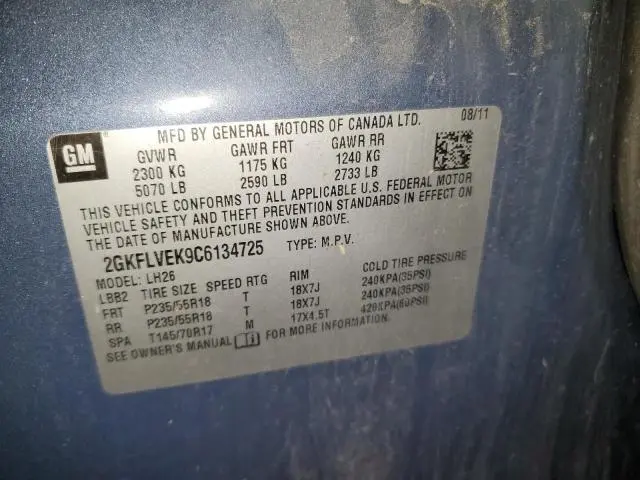 MFD BY GENERAL MOTORS OF CANADA LTD. 08/11
GM
®
GVWR GAWR FRT GAWR RR
2300 KG 1175 KG 1240 KG
5070 LB 2590 LB 2733 LB
THIS VEHICLE CONFORMS TO ALL APPLICABLE U.S. FEDERAL MOTOR
VEHICLE SAFETY AND THEFT PREVENTION STANDARDS IN EFFECT ON
THE DATE OF MANUFACTURE SHOWN ABOVE.
2GKFLVEK9C6134725 TYPE: M.P.V.
MODEL: LH26
LBB2 TIRE SIZE SPEED RTG RIM COLD TIRE PRESSURE
FRT P235/55R18 T 18X7J 240KPA(35PSI)
RR P235/55R18 T 18X7J 240KPA(35PSI)
SPA T145/70R17 M 17X4.5T 420KPA(60PSI)
SEE OWNER'S MANUAL FOR MORE INFORMATION.